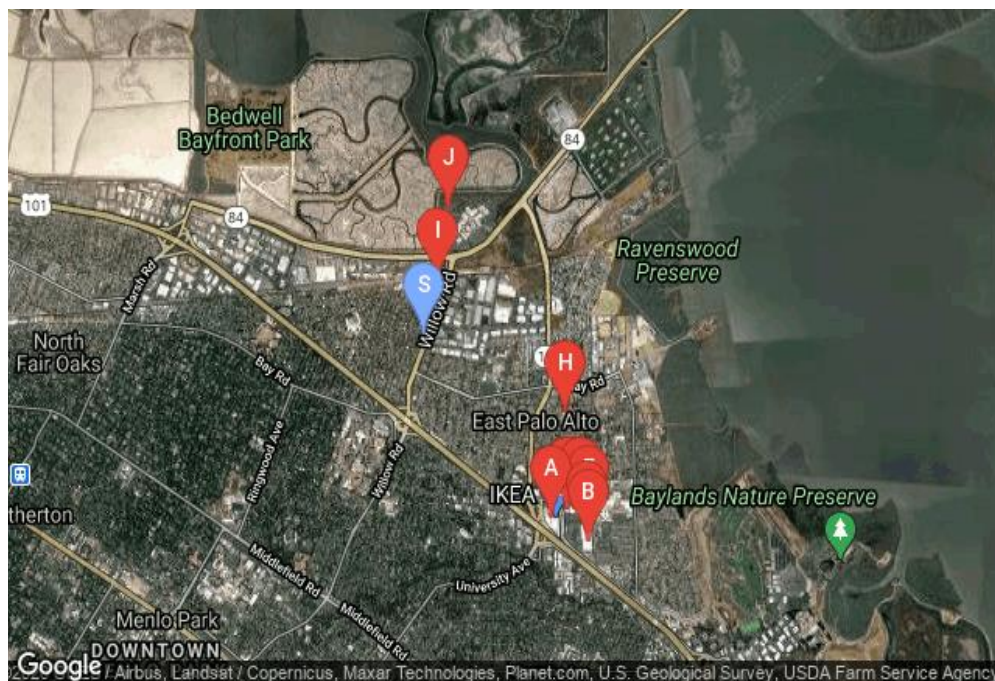 Bedwell
Bayfront Park
J
84
101
84
I
Ravenswood
Preserve
Marsh Rd
S
Willow Rd
North
Fair Oaks
H
Bay Rd
East Palo Alto
A
B
IKEA
Baylands Nature Preserve
Ringwood Ave
Willow Rd
therton
Middlefield Rd
University Ave
Middlefield Rd
Menlo Park
DOWNTOWN
Google
/ Airbus, Landsat / Copernicus, Maxar Technologies, Planet.com, U.S. Geological Survey, USDA Farm Service Agency